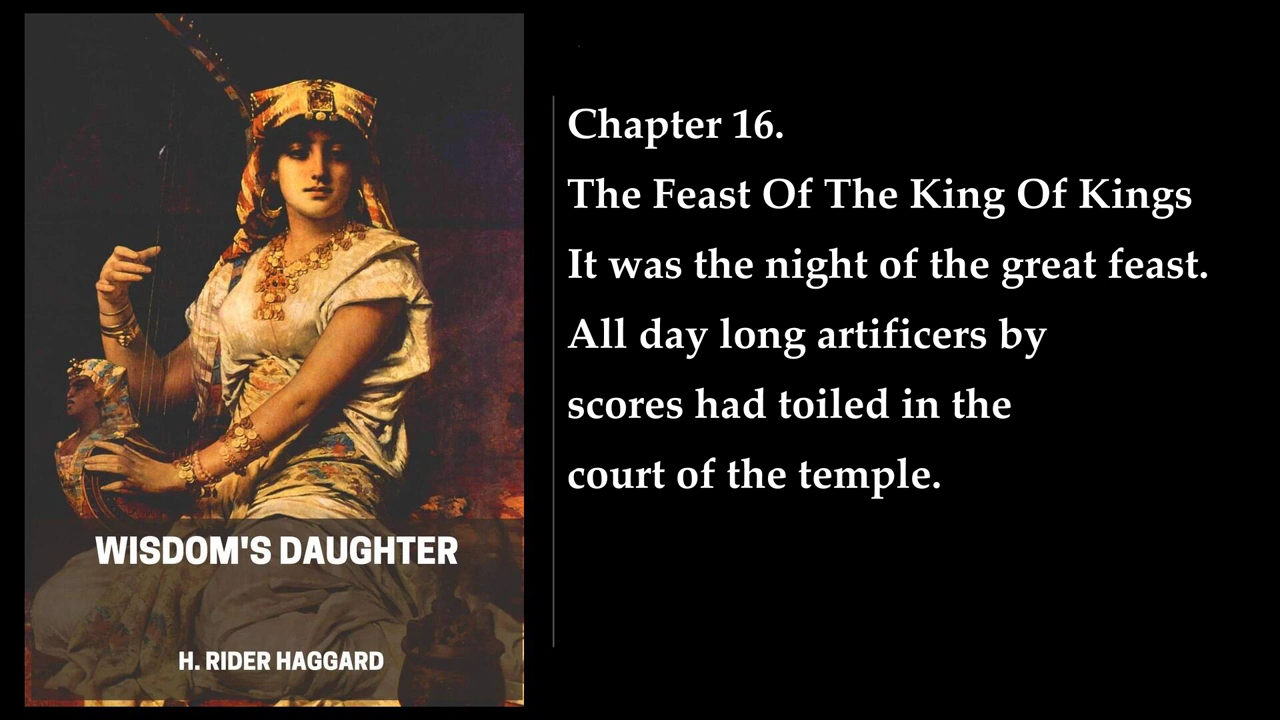 WISDOM'S DAUGHTER
H. RIDER HAGGARD
Chapter 16.
The Feast Of The King Of Kings
It was the night of the great feast.
All day long artificers by
scores had toiled in the
court of the temple.